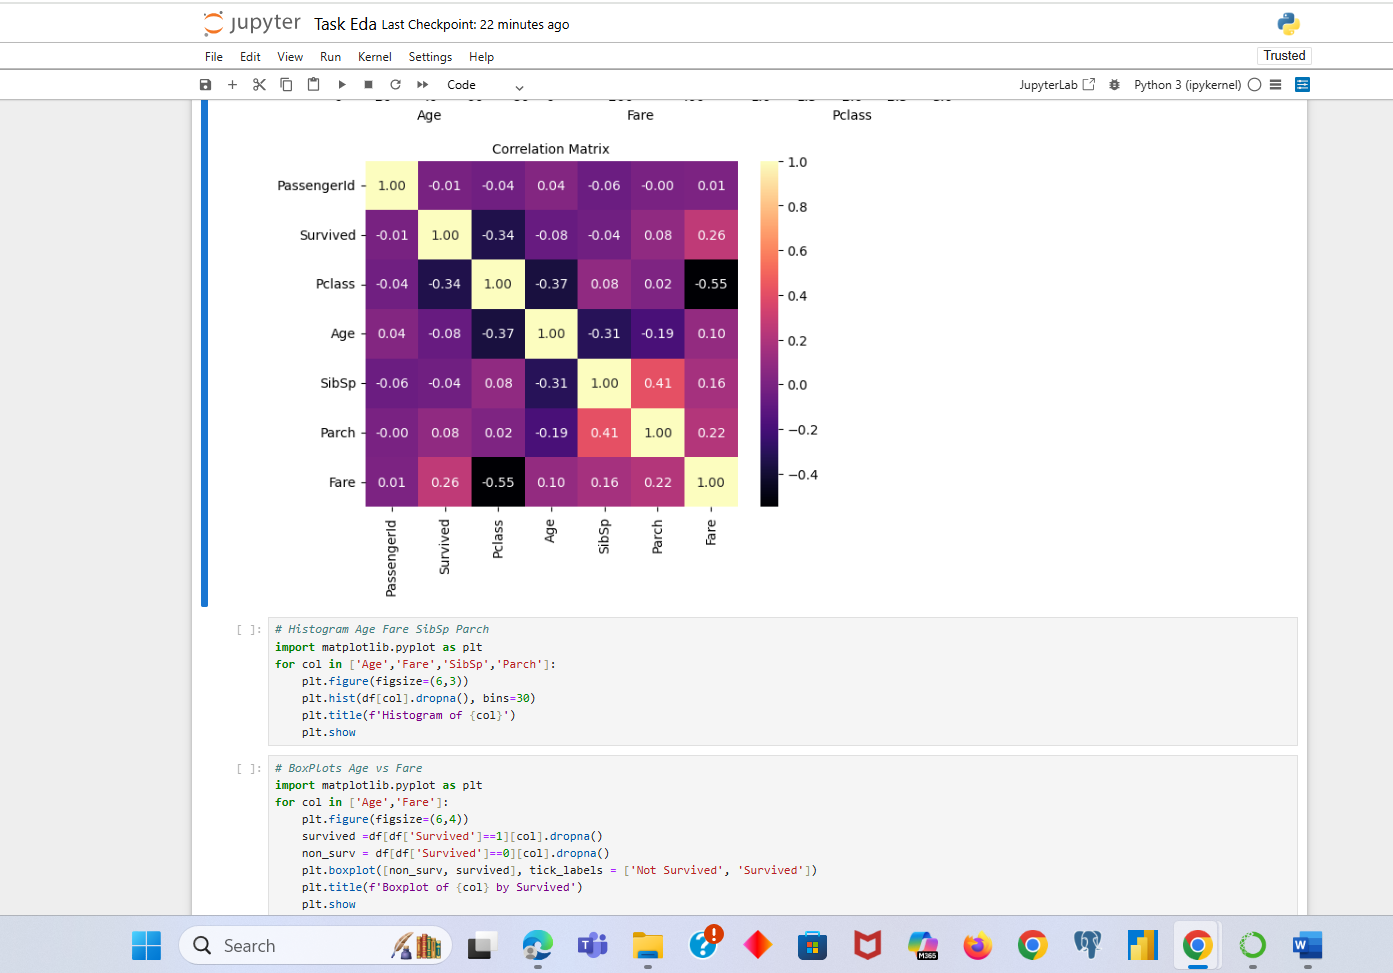 jupyter Task Eda Last Checkpoint: 22 minutes ago
File Edit View Run Kernel Settings Help
Trusted
Code
JupyterLab
Python 3 (ipykernel)
Age Fare Pclass
Correlation Matrix
PassengerId 1.00 -0.01 -0.04 0.04 -0.06 -0.00 0.01
Survived -0.01 1.00 -0.34 -0.08 -0.04 0.08 0.26
Pclass -0.04 -0.34 1.00 -0.37 0.08 0.02 -0.55
Age 0.04 -0.08 -0.37 1.00 -0.31 -0.19 0.10
SibSp -0.06 -0.04 0.08 -0.31 1.00 0.41 0.16
Parch -0.00 0.08 0.02 -0.19 0.41 1.00 0.22
Fare 0.01 0.26 -0.55 0.10 0.16 0.22 1.00
PassengerId Survived Pclass Age SibSp Parch Fare
1.0
0.8
0.6
0.4
0.2
0.0
−0.2
−0.4
[ ]:
# Histogram Age Fare SibSp Parch
import matplotlib.pyplot as plt
for col in ['Age','Fare','SibSp','Parch']:
    plt.figure(figsize=(6,3))
    plt.hist(df[col].dropna(), bins=30)
    plt.title(f'Histogram of {col}')
    plt.show
[ ]:
# BoxPlots Age vs Fare
import matplotlib.pyplot as plt
for col in ['Age','Fare']:
    plt.figure(figsize=(6,4))
    survived =df[df['Survived']==1][col].dropna()
    non_surv = df[df['Survived']==0][col].dropna()
    plt.boxplot([non_surv, survived], tick_labels = ['Not Survived', 'Survived'])
    plt.title(f'Boxplot of {col} by Survived')
    plt.show
Search
M365